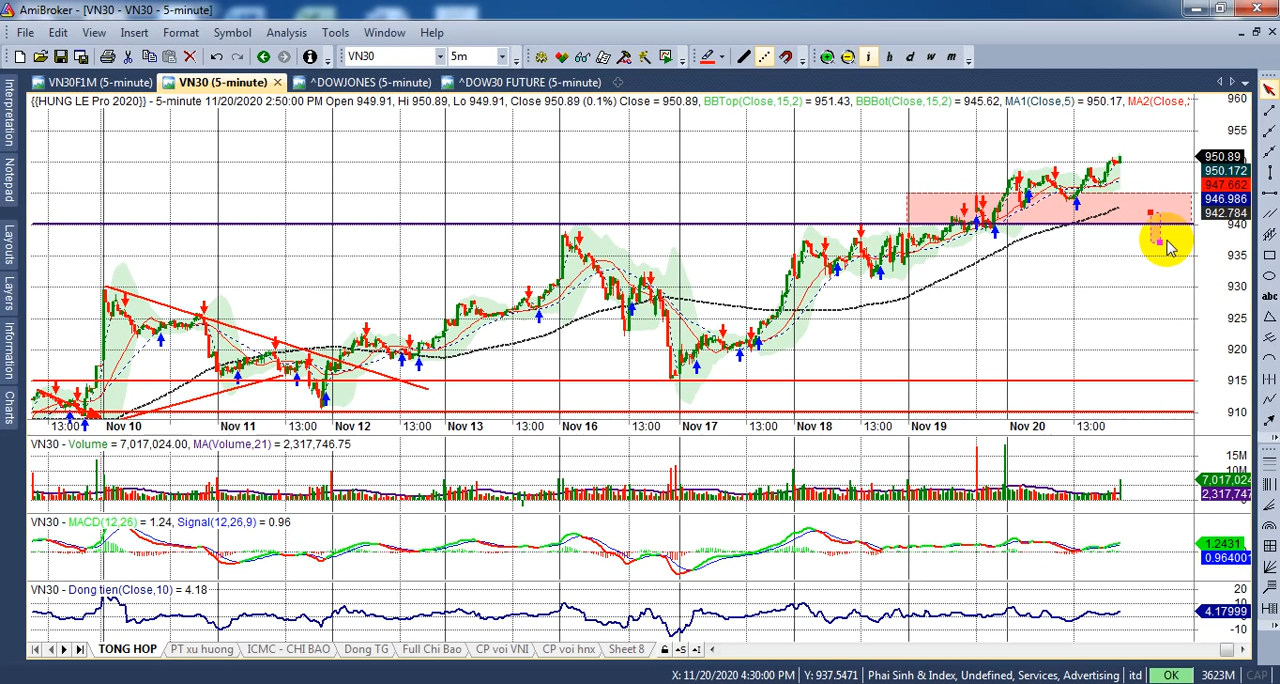 AmiBroker - [VN30 - VN30 - 5-minute]
File Edit View Insert Format Symbol Analysis Tools Window Help
VN30 5m i h d w m
VN30F1M (5-minute) VN30 (5-minute) ^DOWJONES (5-minute) ^DOW30 FUTURE (5-minute)
{{HUNG LE Pro 2020}} - 5-minute 11/20/2020 2:50:00 PM Open 949.91, Hi 950.89, Lo 949.91, Close 950.89 (0.1%) Close = 950.89, BBTop(Close,15,2) = 951.43, BBBot(Close,15,2) = 945.62, MA1(Close,5) = 950.17, MA2(Close,
Interpretation
Notepad
Layouts
Layers
Information
Charts
abc
960
955
950.89
950.172
947.662
946.986
942.784
940
935
930
925
920
915
910
13:00 Nov 10 Nov 11 13:00 Nov 12 13:00 Nov 13 Nov 16 13:00 Nov 17 13:00 Nov 18 13:00 Nov 19 13:00 Nov 20 13:00
VN30 - Volume = 7,017,024.00, MA(Volume,21) = 2,317,746.75
15M
10M
7,017,024
2,317,747
VN30 - MACD(12,26) = 1.24, Signal(12,26,9) = 0.96
1.2431
0.96400
VN30 - Dong tien(Close,10) = 4.18
20
10
4.17999
-10
TONG HOP PT xu huong ICMC - CHI BAO Dong TG Full Chi Bao CP voi VNI CP voi hnx Sheet 8
X: 11/20/2020 4:30:00 PM Y: 937.5471 Phai Sinh & Index, Undefined, Services, Advertising itd OK 3623M CAP